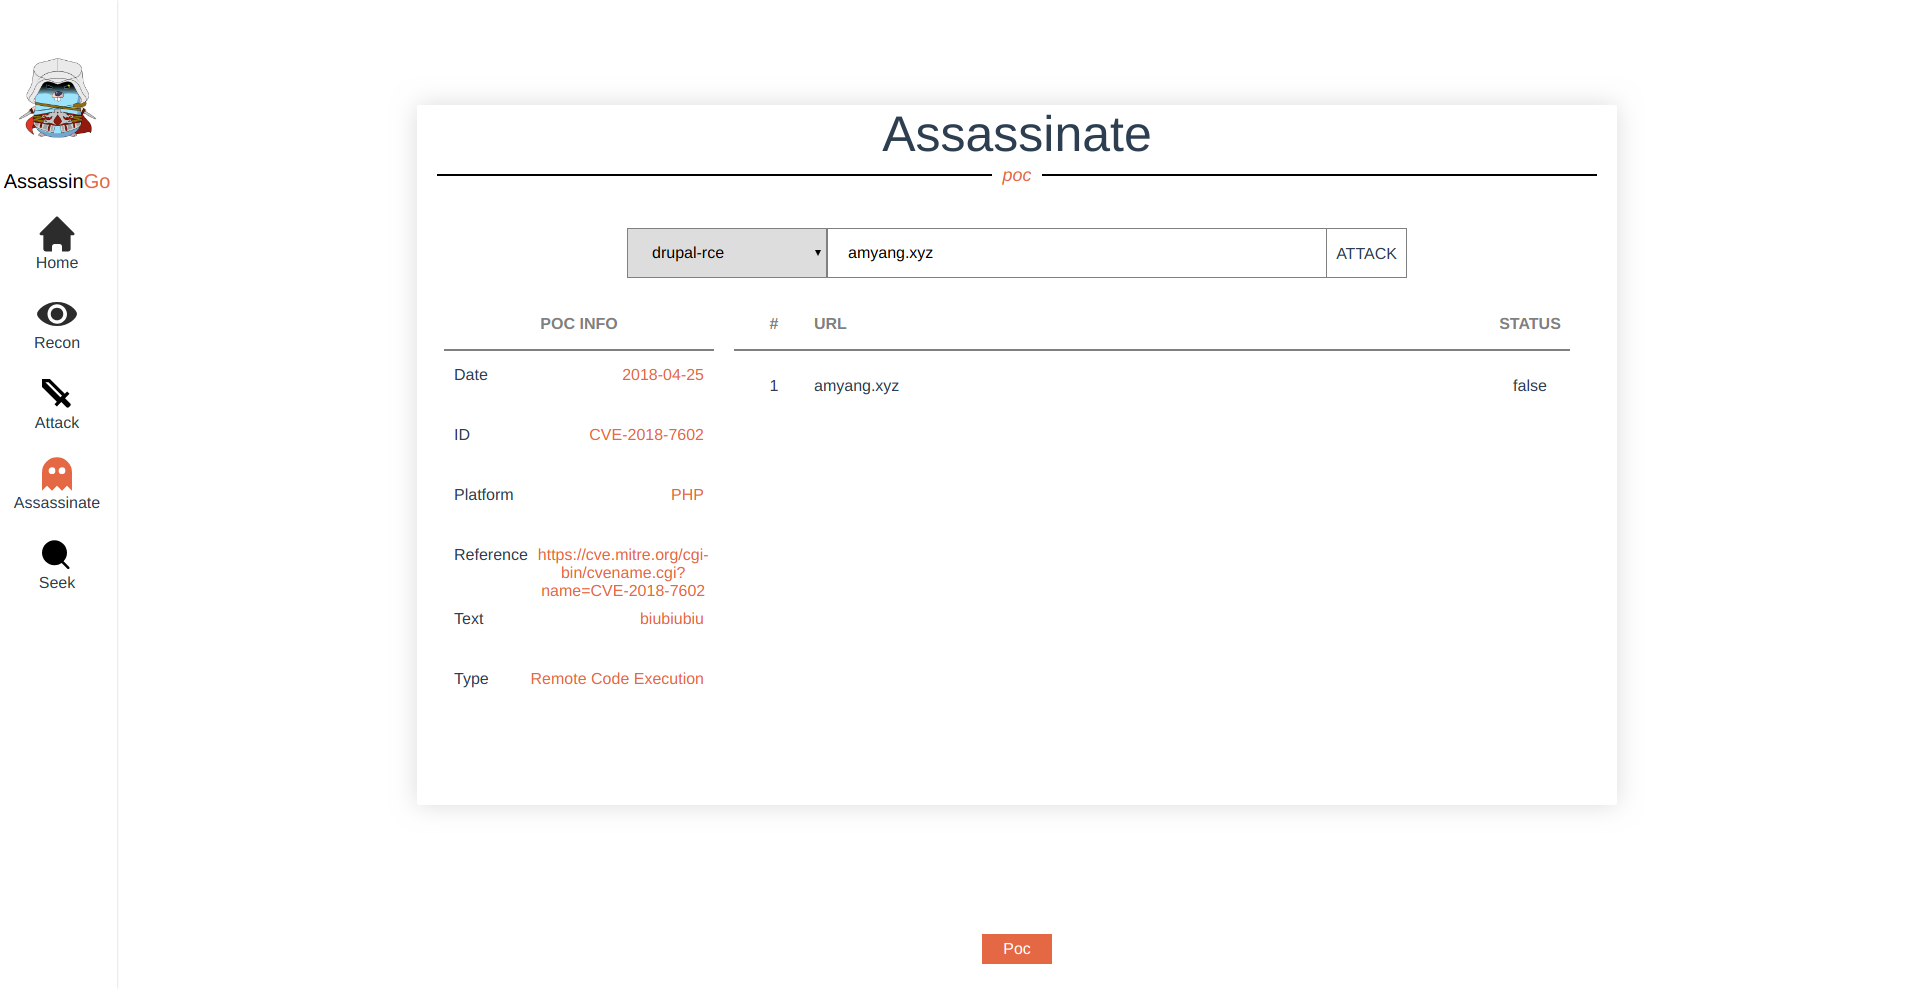 AssassinGo
Home
Recon
Attack
Assassinate
Seek
Assassinate
poc
drupal-rce amyang.xyz ATTACK
POC INFO
Date 2018-04-25
ID CVE-2018-7602
Platform PHP
Reference https://cve.mitre.org/cgi-
bin/cvename.cgi?
name=CVE-2018-7602
Text biubiubiu
Type Remote Code Execution
# URL STATUS
1 amyang.xyz false
Poc